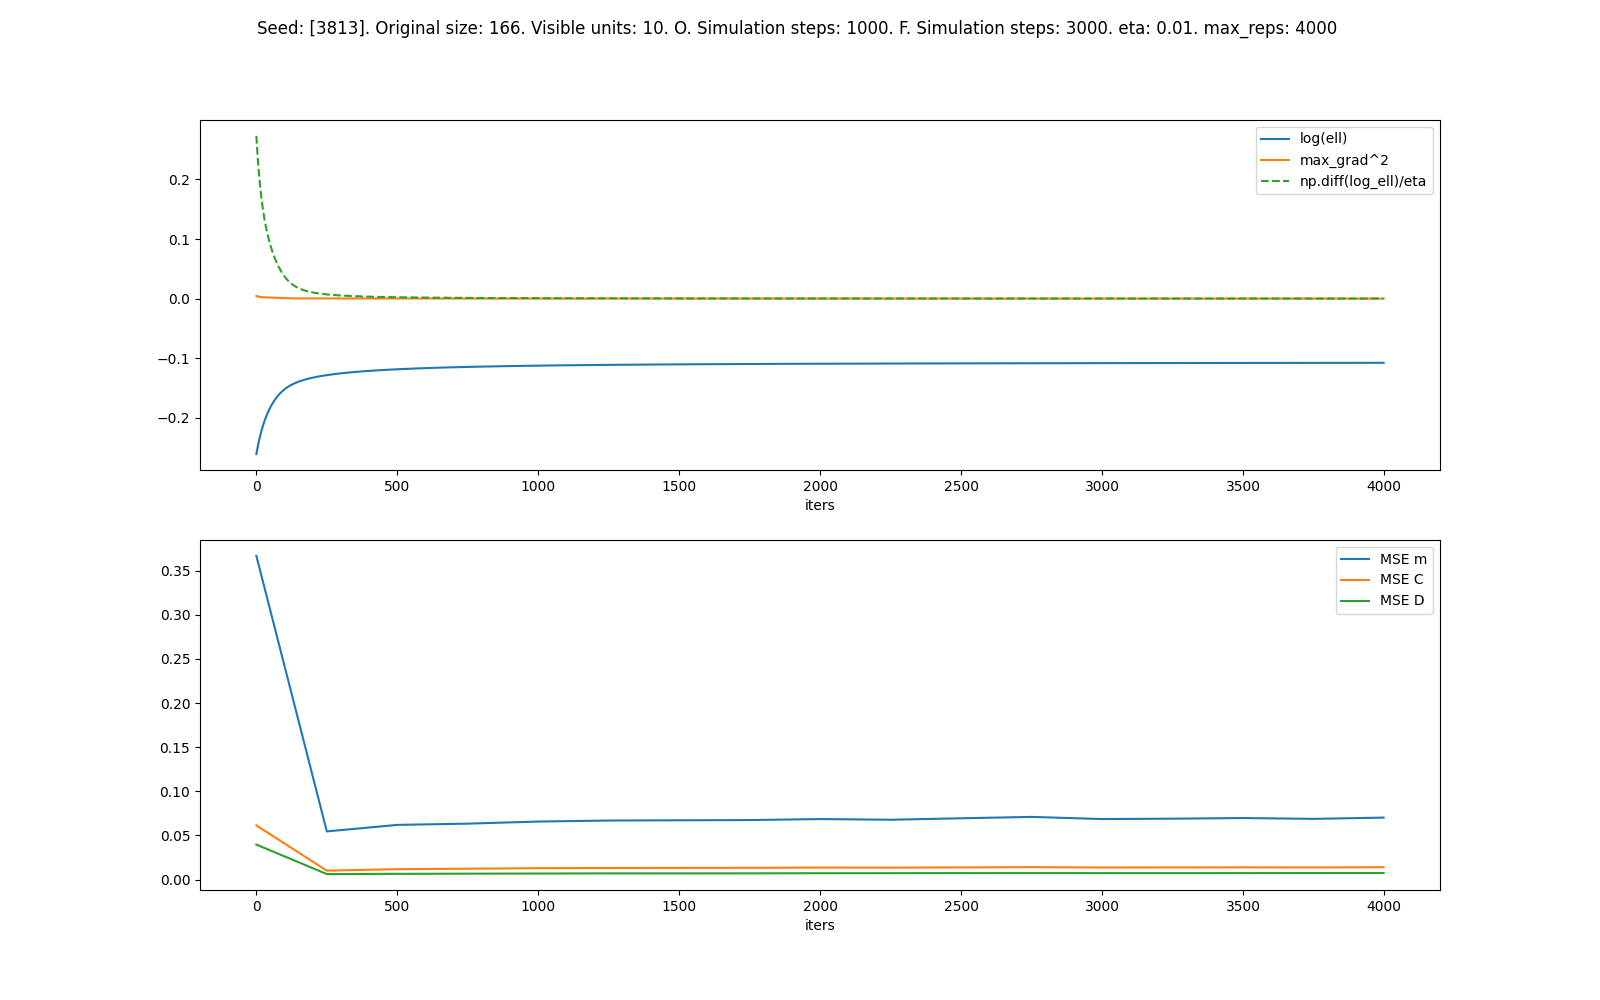 Seed: [3813]. Original size: 166. Visible units: 10. O. Simulation steps: 1000. F. Simulation steps: 3000. eta: 0.01. max_reps: 4000
log(ell)
max_grad^2
np.diff(log_ell)/eta
0.2
0.1
0.0
−0.1
−0.2
0 500 1000 1500 2000 2500 3000 3500 4000
iters
MSE m
MSE C
MSE D
0.35
0.30
0.25
0.20
0.15
0.10
0.05
0.00
0 500 1000 1500 2000 2500 3000 3500 4000
iters